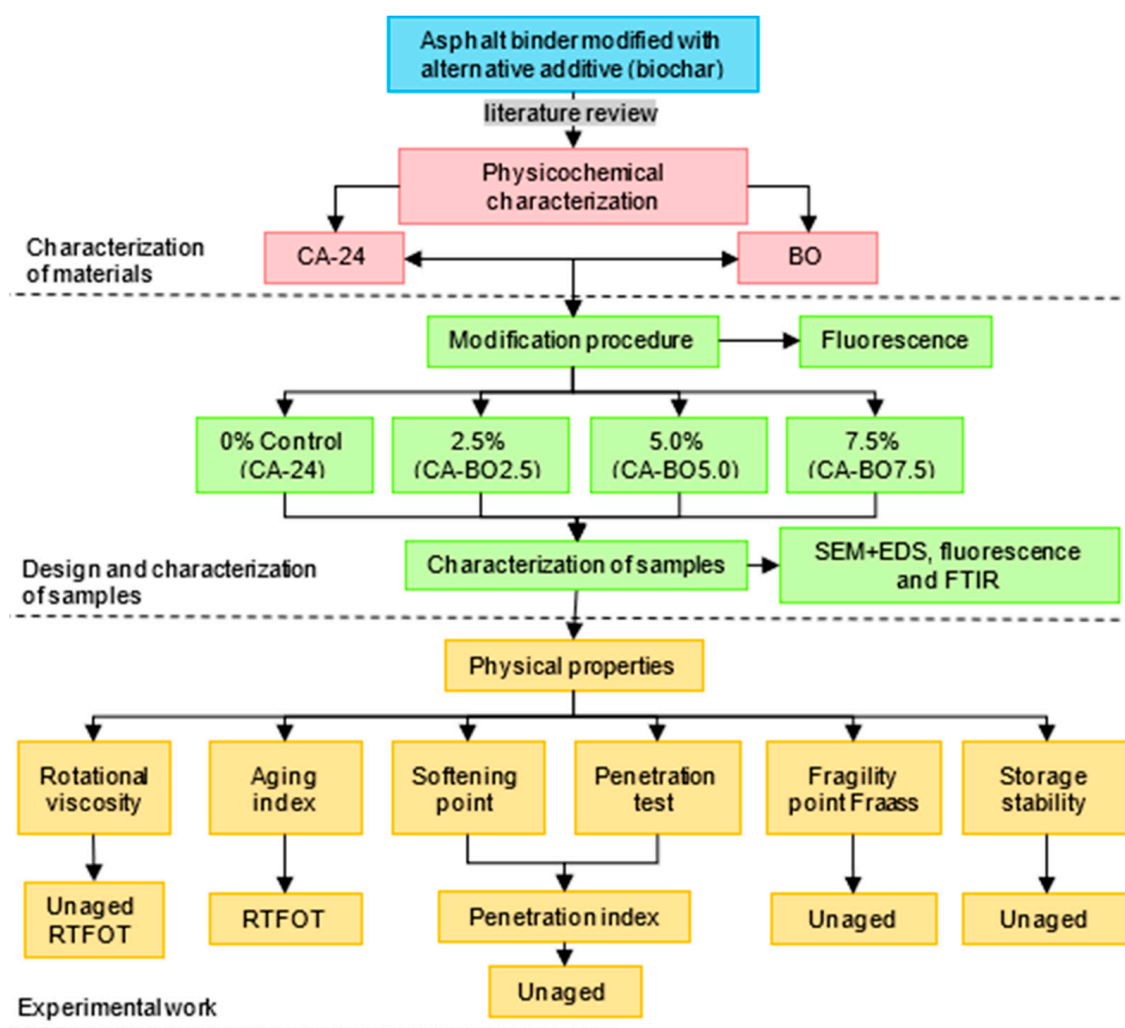 Asphalt binder modified with
alternative additive (biochar)
literature review
Physicochemical
characterization
Characterization
of materials
CA-24
BO
Modification procedure
Fluorescence
0% Control
(CA-24)
2.5%
(CA-BO2.5)
5.0%
(CA-BO5.0)
7.5%
(CA-BO7.5)
Characterization of samples
SEM+EDS, fluorescence
and FTIR
Design and characterization
of samples
Physical properties
Rotational
viscosity
Aging
index
Softening
point
Penetration
test
Fragility
point Fraass
Storage
stability
Unaged
RTFOT
RTFOT
Penetration index
Unaged
Unaged
Unaged
Experimental work